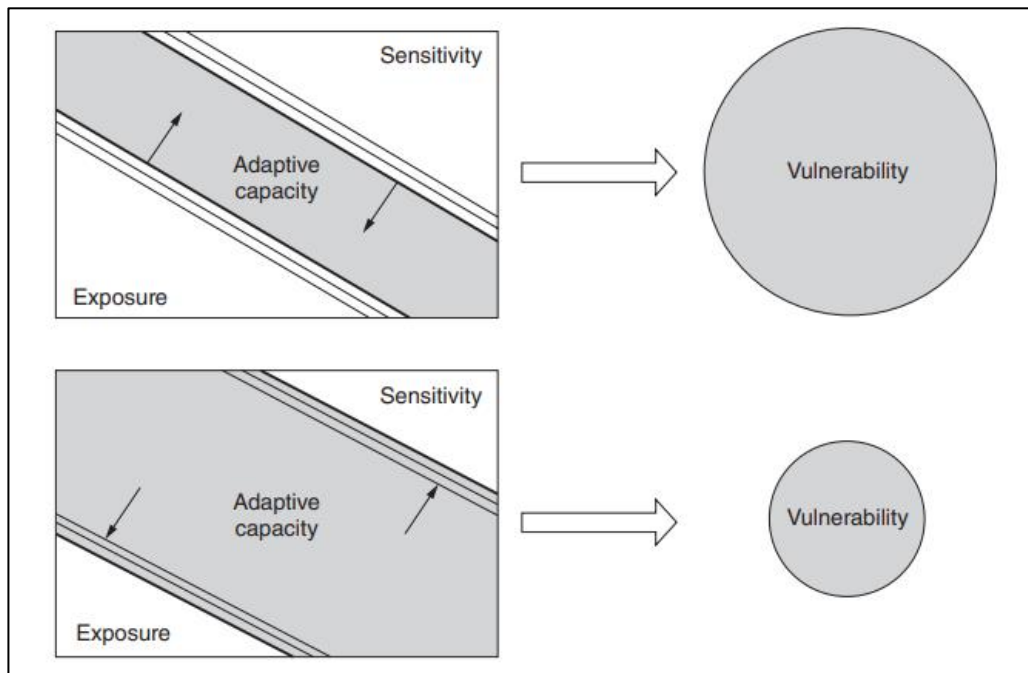 Sensitivity
Adaptive
capacity
Exposure
Vulnerability
Sensitivity
Adaptive
capacity
Exposure
Vulnerability